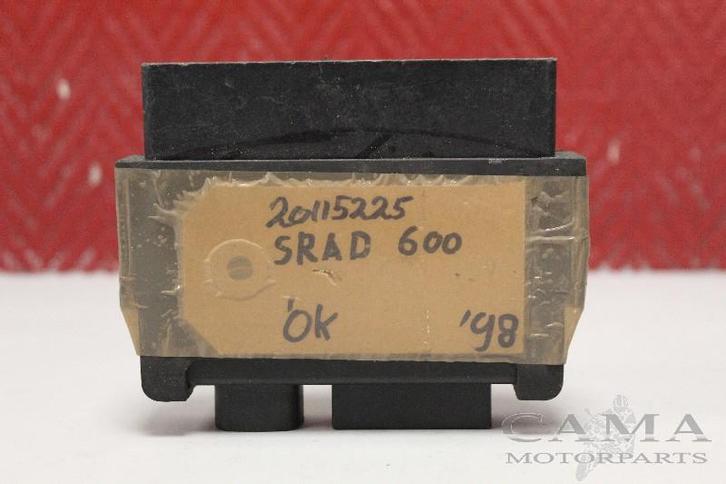 20115225
SRAD 600
'OK '98
CAMA
MOTORPARTS